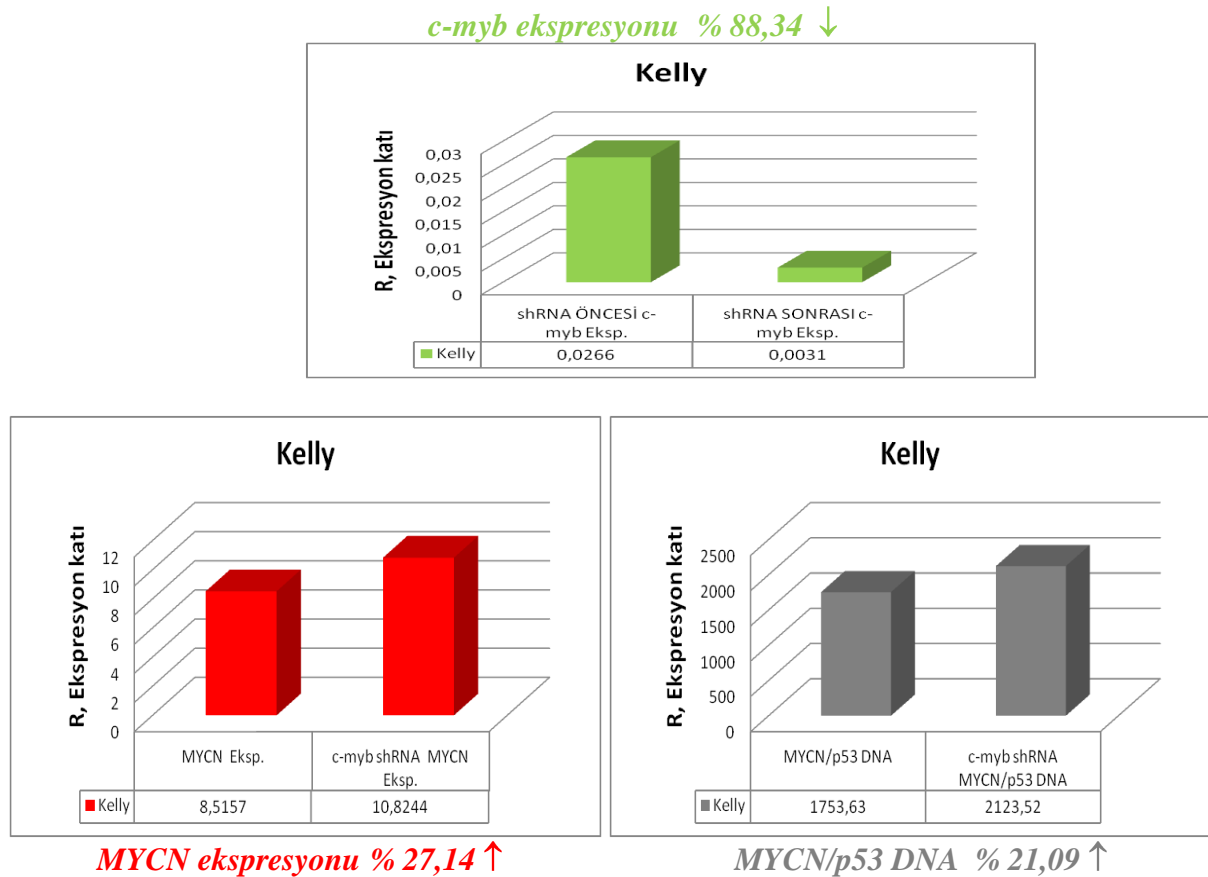 c-myb ekspresyonu % 88,34 ↓
Kelly
R, Ekspresyon katı
0,03
0,025
0,02
0,015
0,01
0,005
0
shRNA ÖNCESİ c-
myb Eksp.
shRNA SONRASI c-
myb Eksp.
Kelly
0,0266
0,0031
Kelly
R, Ekspresyon katı
12
10
8
6
4
2
0
MYCN Eksp.
c-myb shRNA MYCN
Eksp.
Kelly
8,5157
10,8244
MYCN ekspresyonu % 27,14 ↑
Kelly
R, Ekspresyon katı
2500
2000
1500
1000
500
0
MYCN/p53 DNA
c-myb shRNA
MYCN/p53 DNA
Kelly
1753,63
2123,52
MYCN/p53 DNA % 21,09 ↑